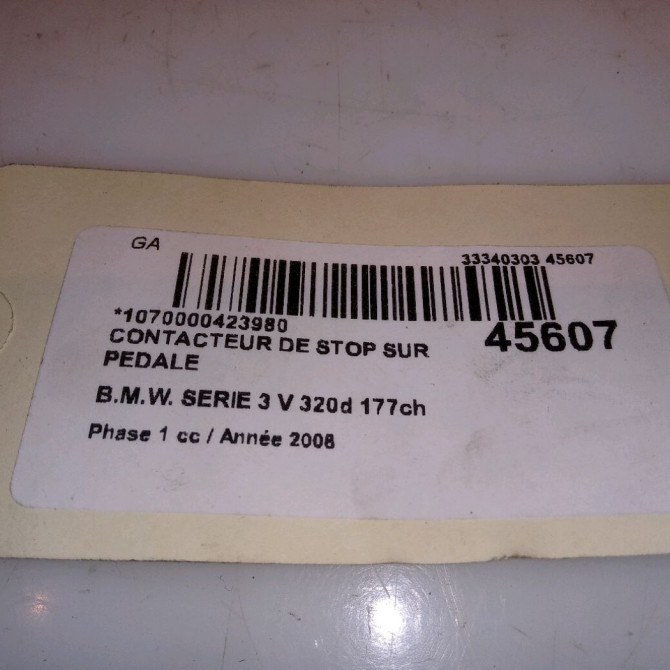 GA
33340303 45607
*1070000423980
45607
CONTACTEUR DE STOP SUR
PEDALE
B.M.W. SERIE 3 V 320d 177ch
Phase 1 cc / Année 2008